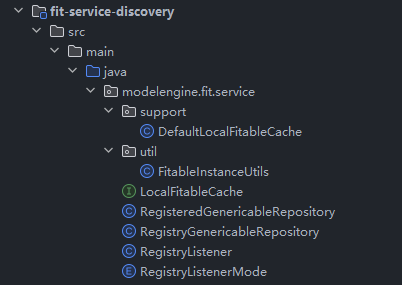 fit-service-discovery
src
main
java
modelengine.fit.service
support
C DefaultLocalFitableCache
util
C FitableInstanceUtils
I LocalFitableCache
C RegisteredGenericableRepository
C RegistryGenericableRepository
C RegistryListener
E RegistryListenerMode